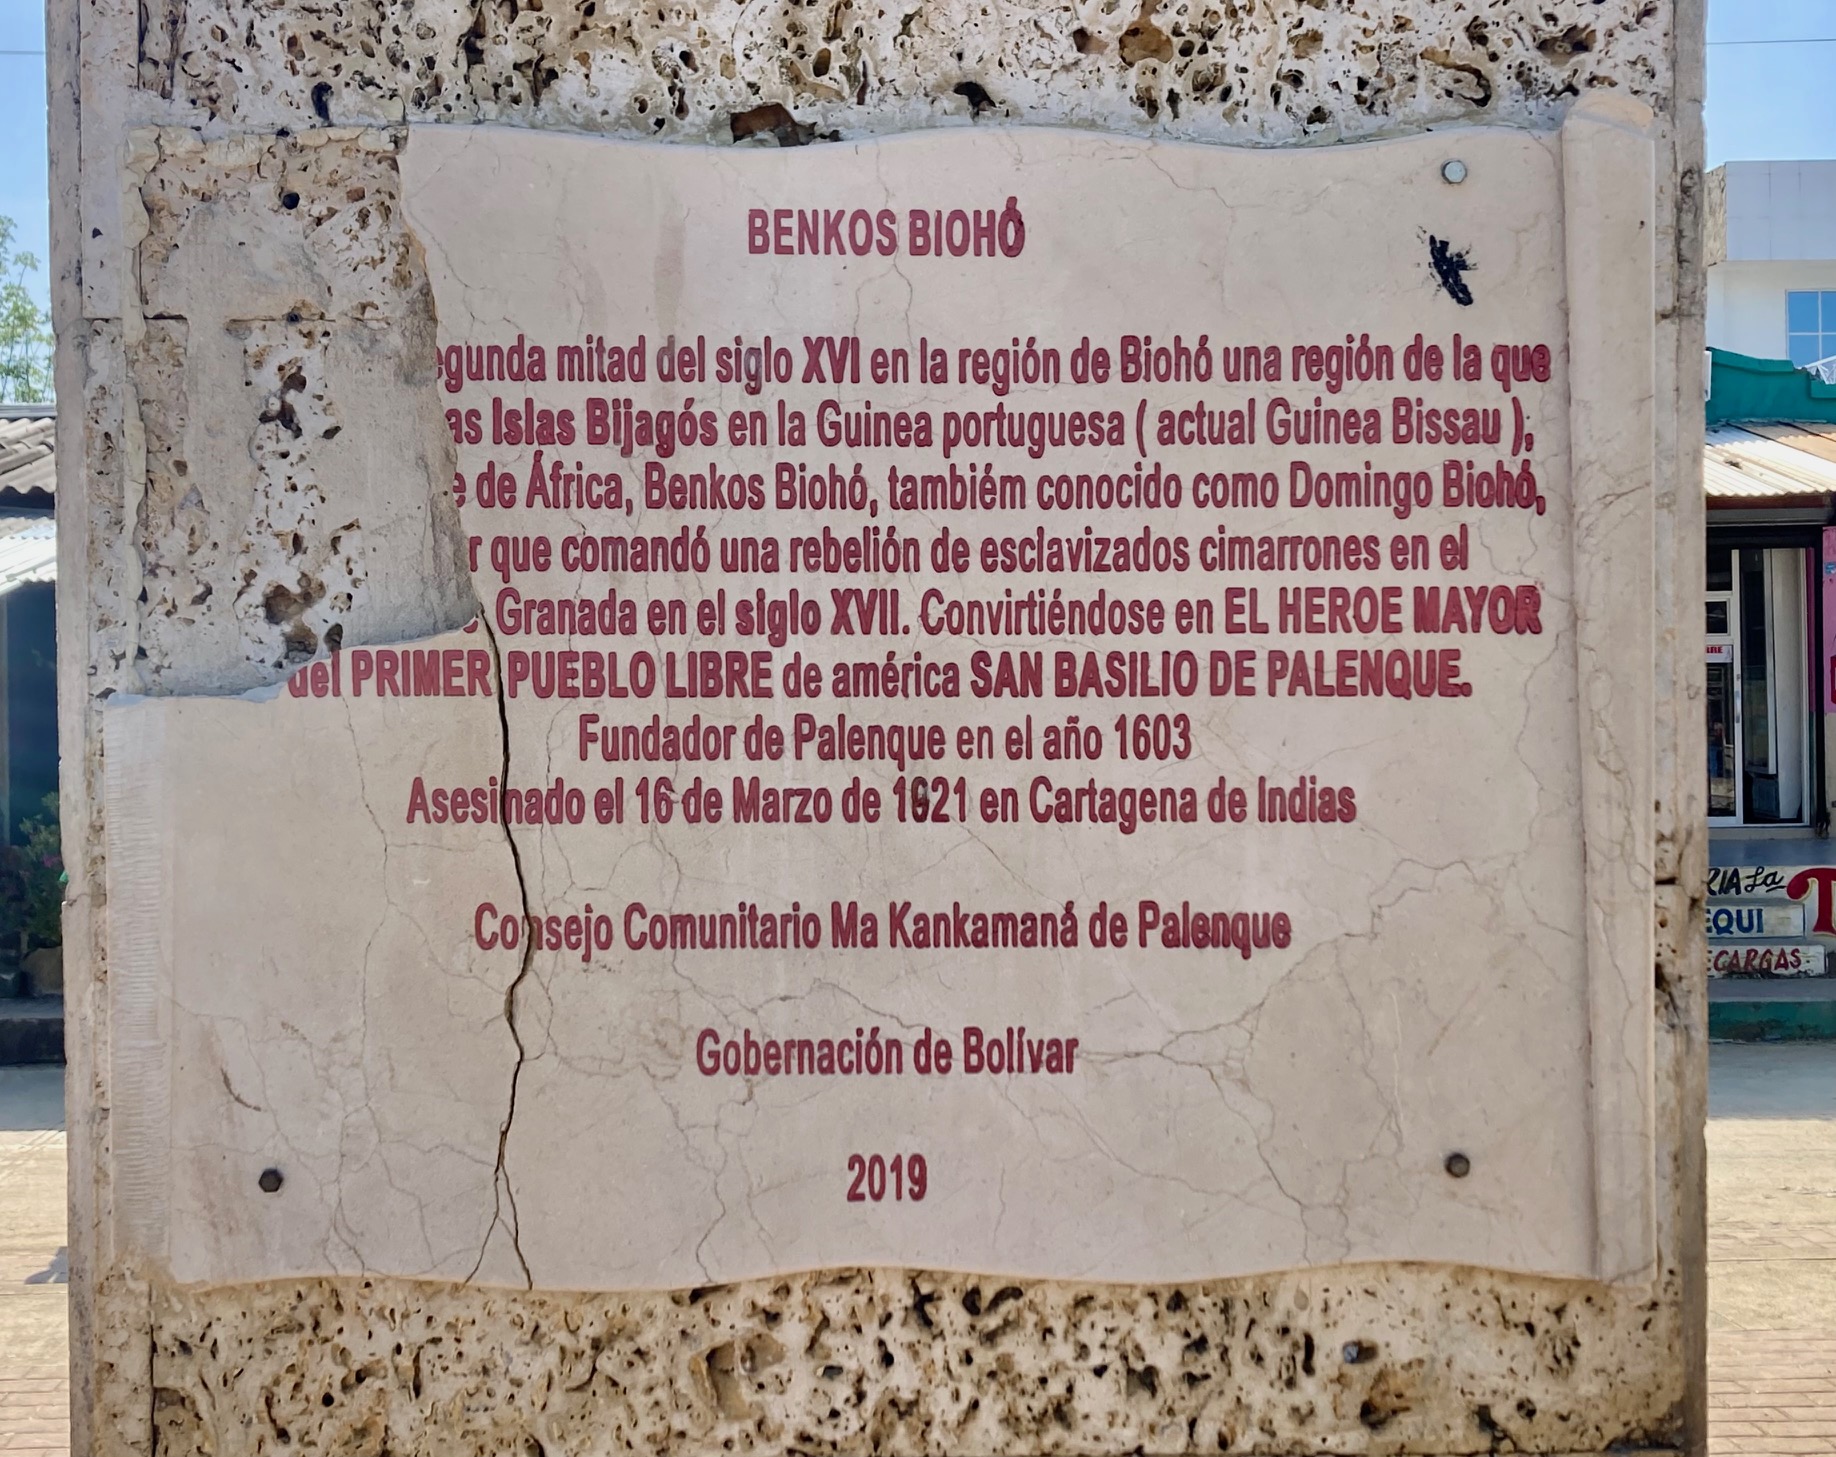 BENKOS BIOHÓ
egunda mitad del siglo XVI en la región de Biohó una región de la que
as Islas Bijagós en la Guinea portuguesa ( actual Guinea Bissau ),
e de África, Benkos Biohó, tambiém conocido como Domingo Biohó,
r que comandó una rebelión de esclavizados cimarrones en el
Granada en el siglo XVII. Convirtiéndose en EL HEROE MAYOR
del PRIMER PUEBLO LIBRE de américa SAN BASILIO DE PALENQUE.
Fundador de Palenque en el año 1603
Asesinado el 16 de Marzo de 1621 en Cartagena de Indias
Consejo Comunitario Ma Kankamaná de Palenque
Gobernación de Bolívar
2019
RIA La
EQUI
ECARGAS